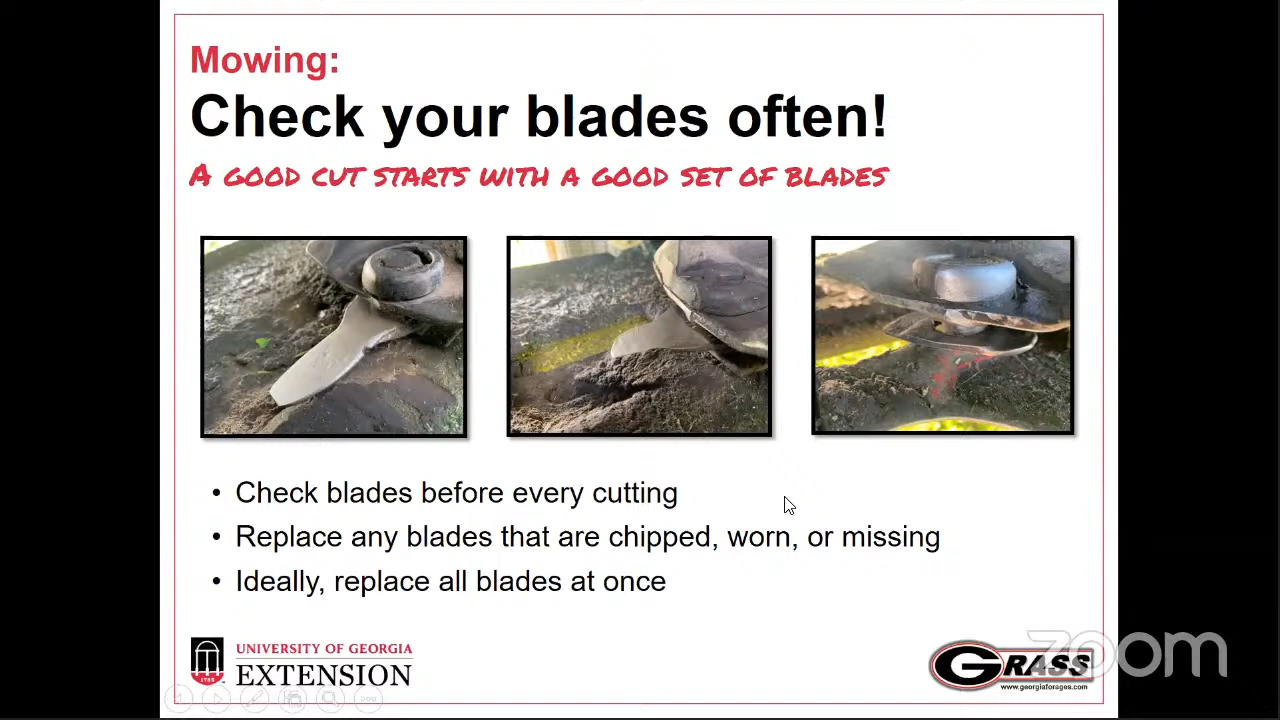 Mowing:
Check your blades often!
A GOOD CUT STARTS WITH A GOOD SET OF BLADES
• Check blades before every cutting
• Replace any blades that are chipped, worn, or missing
• Ideally, replace all blades at once
1785
UNIVERSITY OF GEORGIA
EXTENSION
GRASS
www.georgiaforages.com
zoom